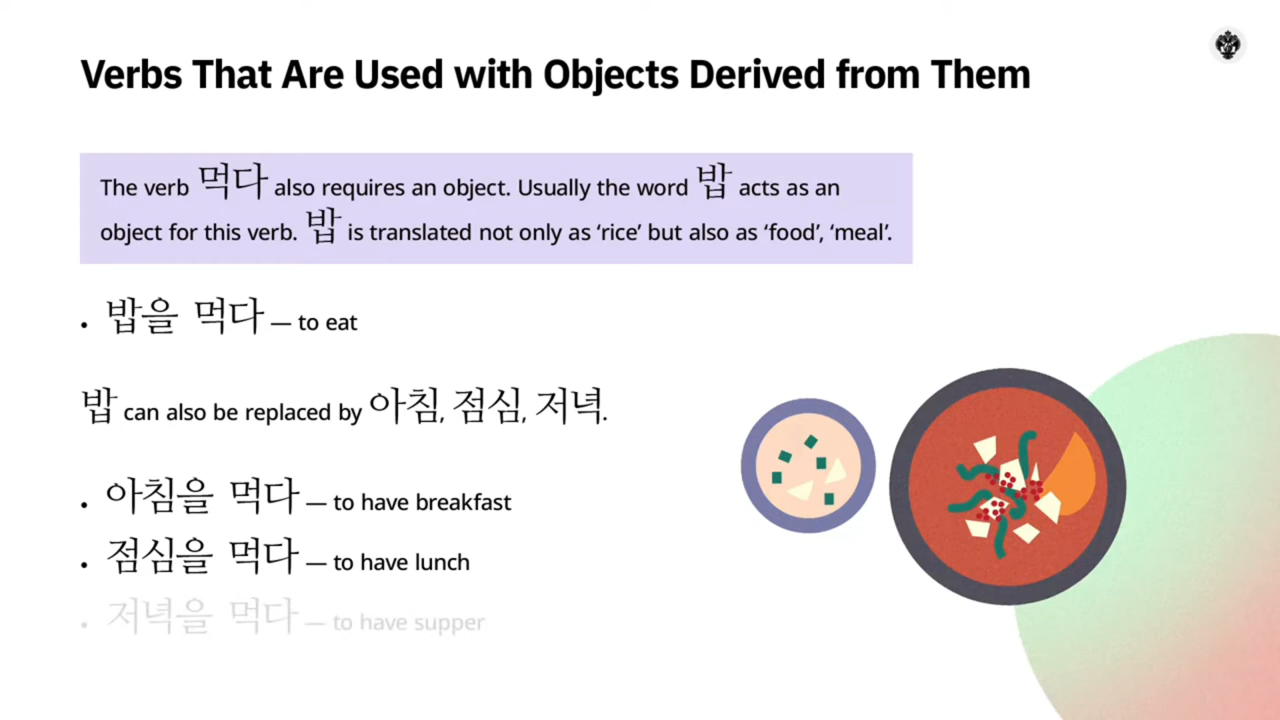 Verbs That Are Used with Objects Derived from Them
The verb 먹다 also requires an object. Usually the word 밥 acts as an
object for this verb. 밥 is translated not only as ‘rice’ but also as ‘food’, ‘meal’.
• 밥을 먹다 — to eat
밥 can also be replaced by 아침, 점심, 저녁.
• 아침을 먹다 — to have breakfast
• 점심을 먹다 — to have lunch
• 저녁을 먹다 — to have supper